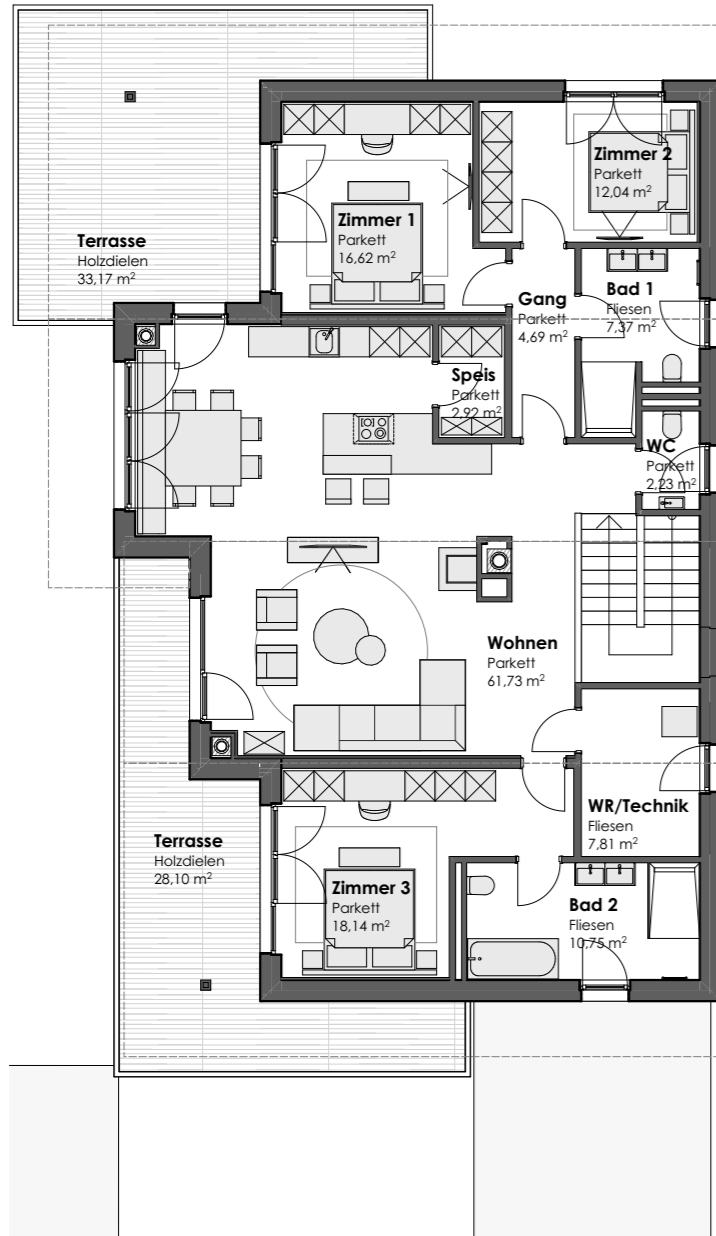 Zimmer 2
Parkett
12,04 m²
Zimmer 1
Parkett
16,62 m²
Terrasse
Holzdielen
33,17 m²
Bad 1
Fliesen
7,37 m²
Gang
Parkett
4,69 m²
Speis
Parkett
2,92 m²
WC
Parkett
2,23 m²
Wohnen
Parkett
61,73 m²
WR/Technik
Fliesen
7,81 m²
Terrasse
Holzdielen
28,10 m²
Zimmer 3
Parkett
18,14 m²
Bad 2
Fliesen
10,75 m²